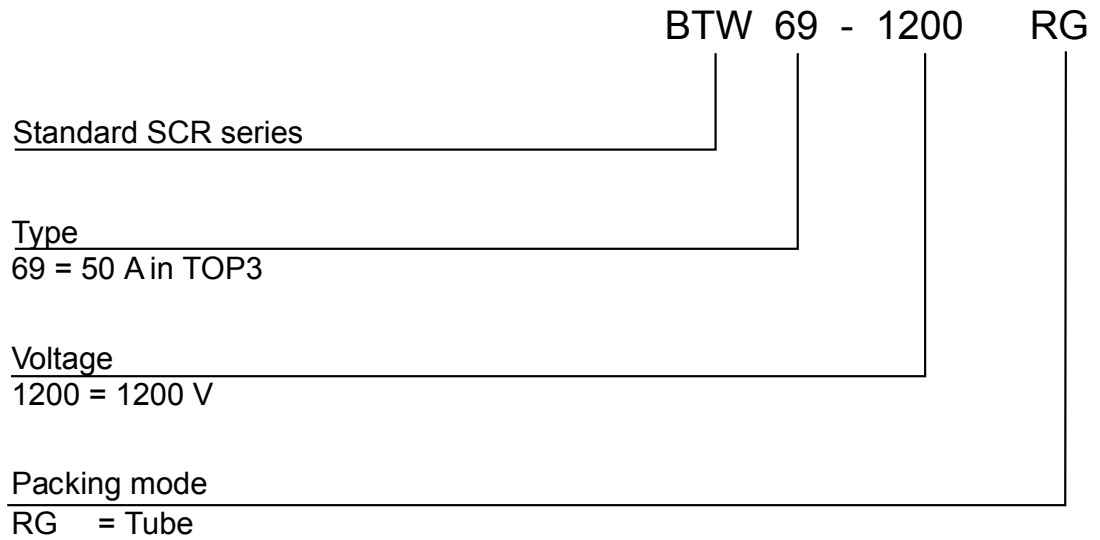 BTW 69 - 1200 RG
Standard SCR series
Type
69 = 50 A in TOP3
Voltage
1200 = 1200 V
Packing mode
RG = Tube